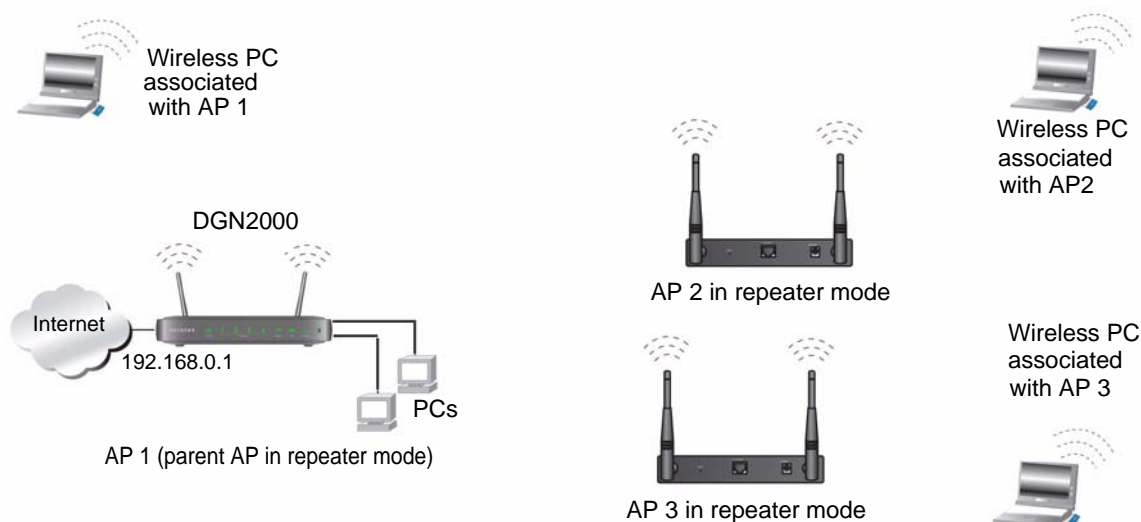 Wireless PC
associated
with AP 1
Wireless PC
associated
with AP2
DGN2000
AP 2 in repeater mode
Internet
192.168.0.1
PCs
AP 1 (parent AP in repeater mode)
Wireless PC
associated
with AP 3
AP 3 in repeater mode